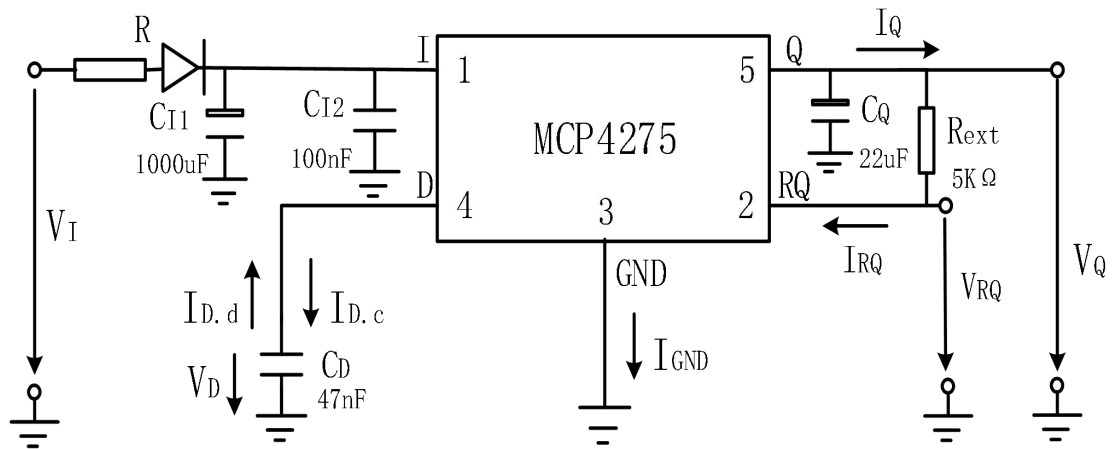 R
I
1
5
Q
IQ
CI1
1000uF
CI2
100nF
MCP4275
CQ
22uF
Rext
5KΩ
D
4
3
2
RQ
IRQ
GND
VI
ID.d
ID.c
VRQ
VQ
VD
CD
47nF
IGND